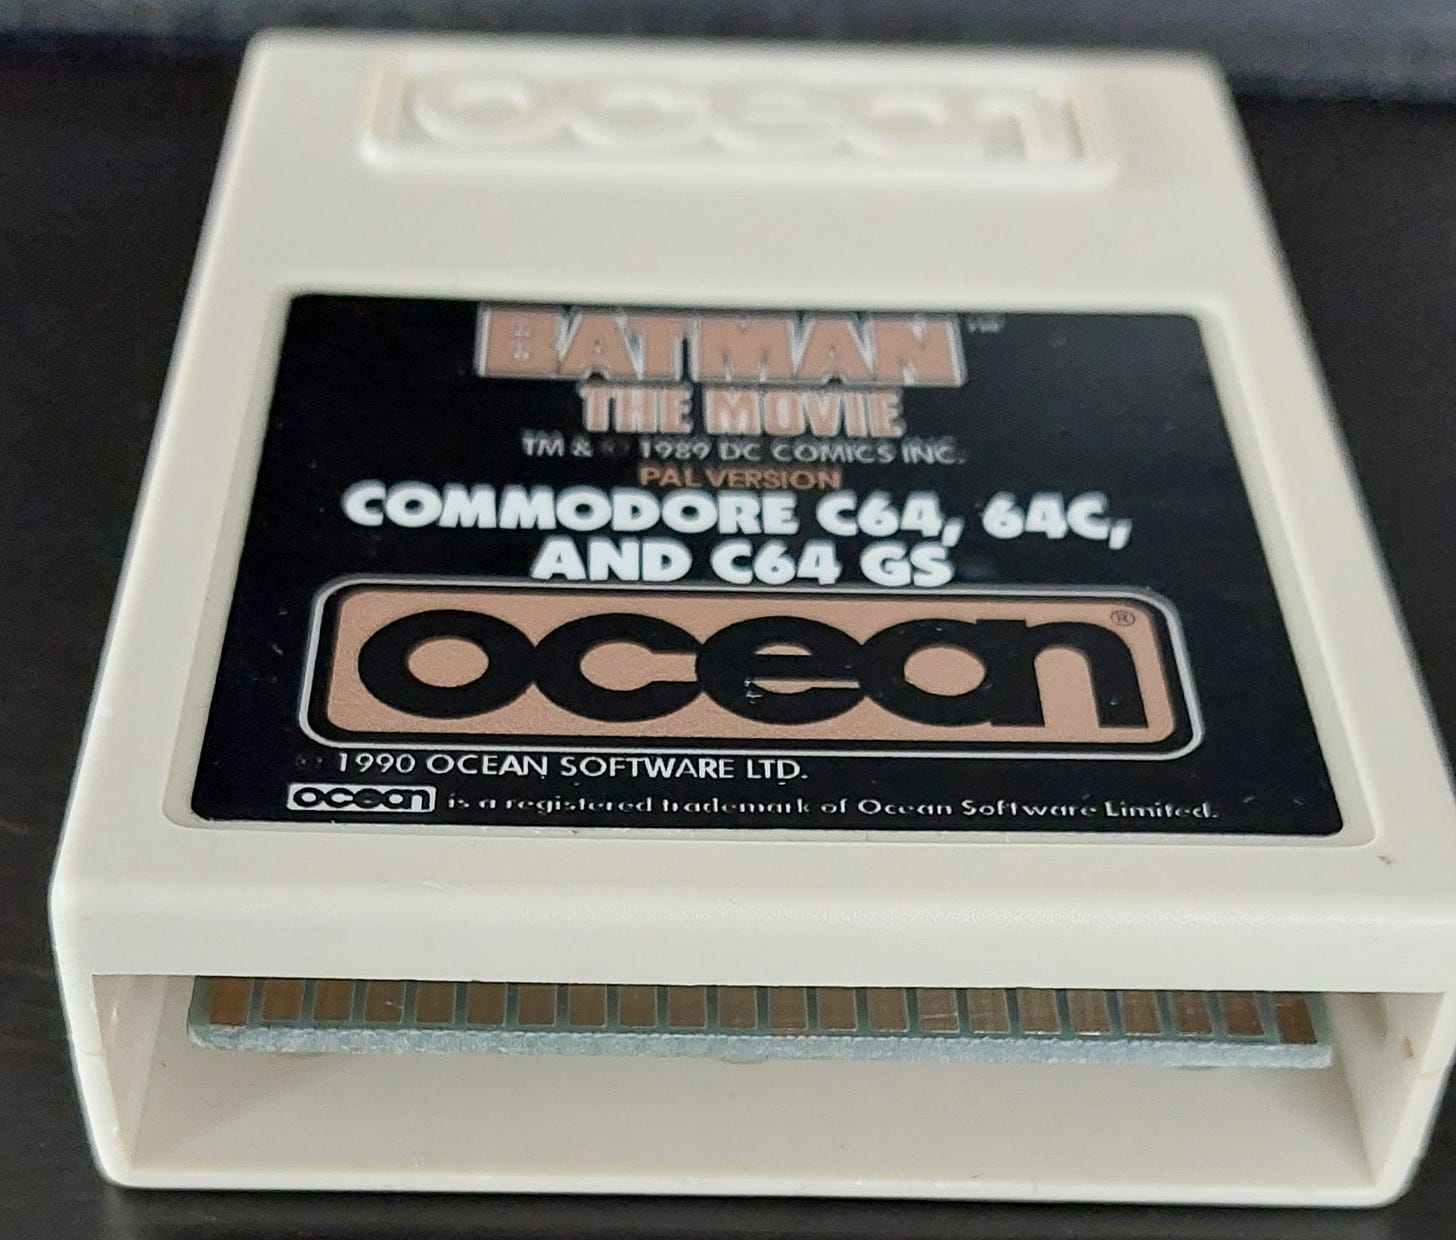 ocean
BATMAN™
THE MOVIE
TM & © 1989 DC COMICS INC.
PAL VERSION
COMMODORE C64, 64C,
AND C64 GS
ocean®
© 1990 OCEAN SOFTWARE LTD.
ocean is a registered trademark of Ocean Software Limited.